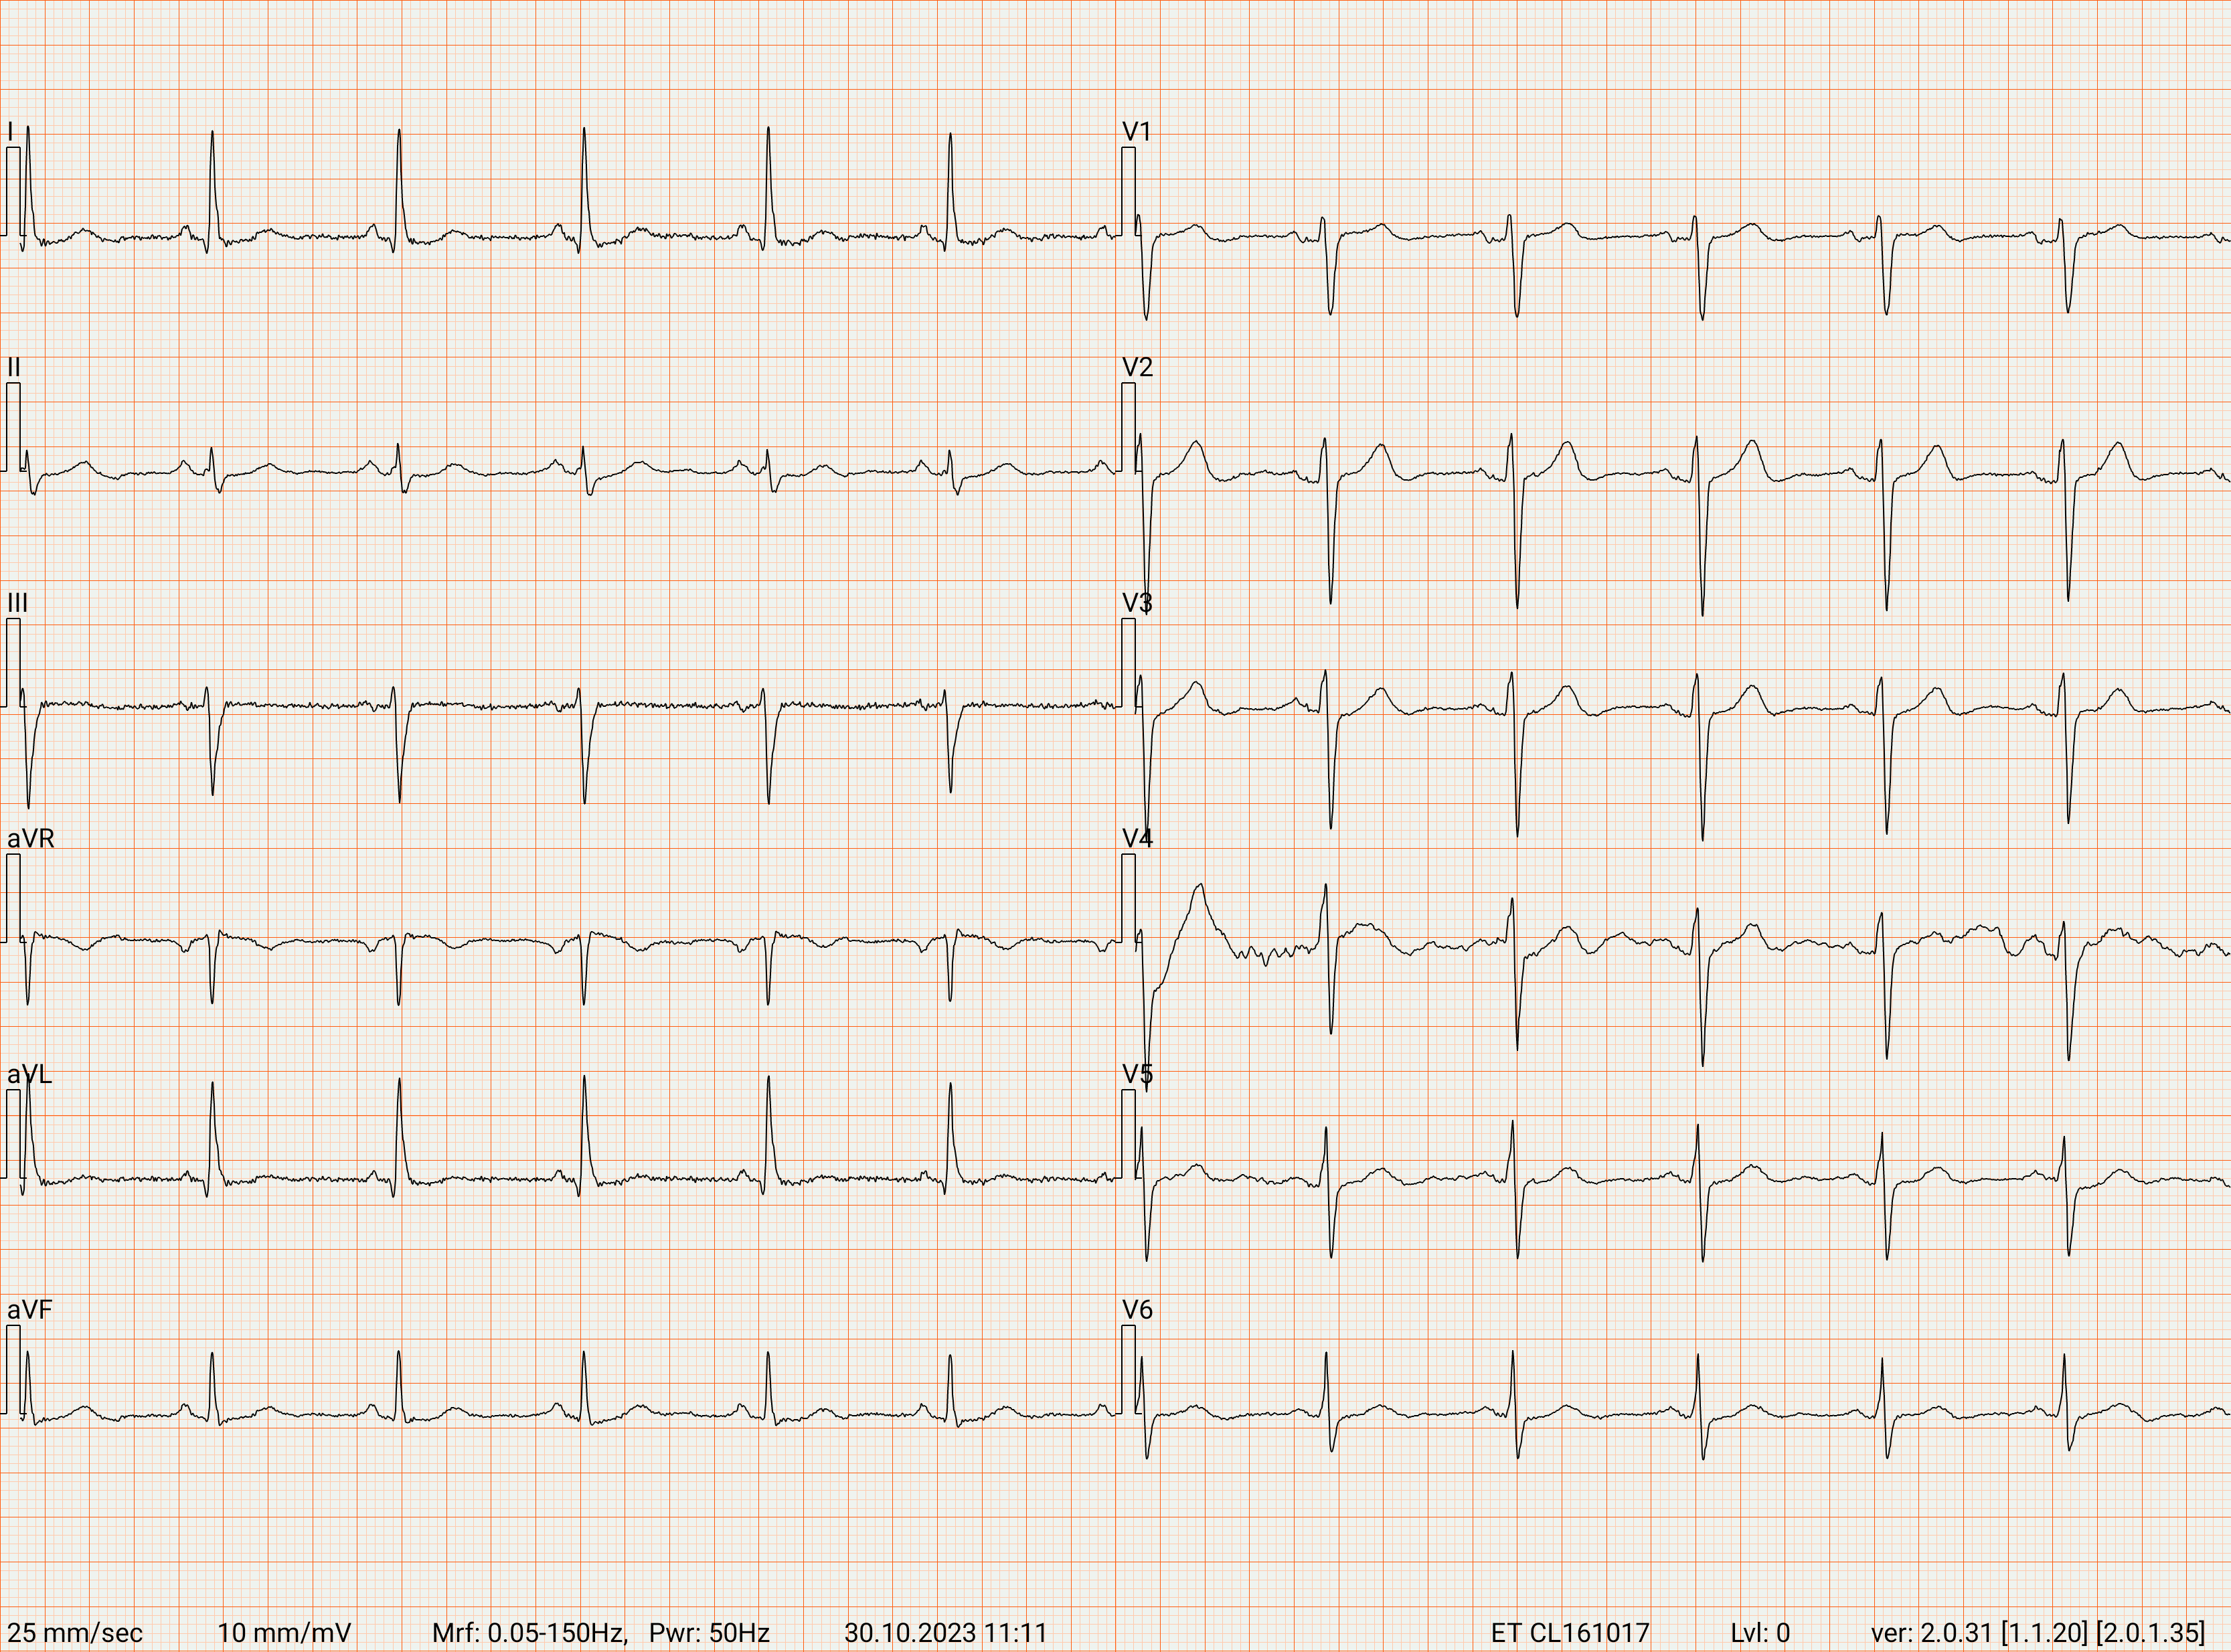 I
V1
II
V2
III
V3
aVR
V4
aVL
V5
aVF
V6
25 mm/sec 10 mm/mV Mrf: 0.05-150Hz, Pwr: 50Hz 30.10.2023 11:11 ET CL161017 Lvl: 0 ver: 2.0.31 [1.1.20] [2.0.1.35]